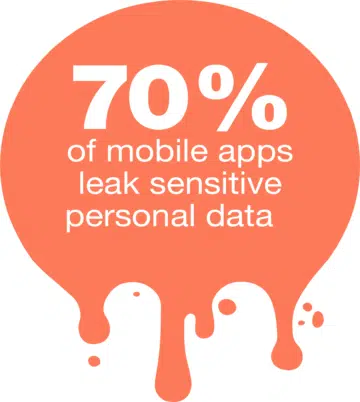 70%
of mobile apps
leak sensitive
personal data